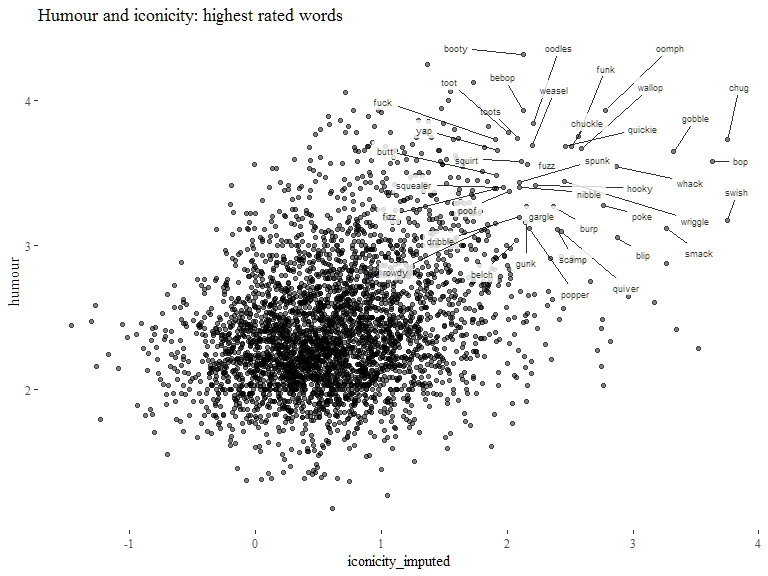 Humour and iconicity: highest rated words
booty
oodles
oomph
toot
bebop
funk
weasel
wallop
chug
fuck
toots
chuckle
quickie
gobble
yap
butt
squirt
fuzz
spunk
bop
squealer
nibble
hooky
whack
swish
fizz
poof
gargle
burp
poke
wriggle
dribble
rowdy
belch
gunk
scamp
blip
smack
popper
quiver
humour
4
3
2
-1
0
1
2
3
4
iconicity_imputed